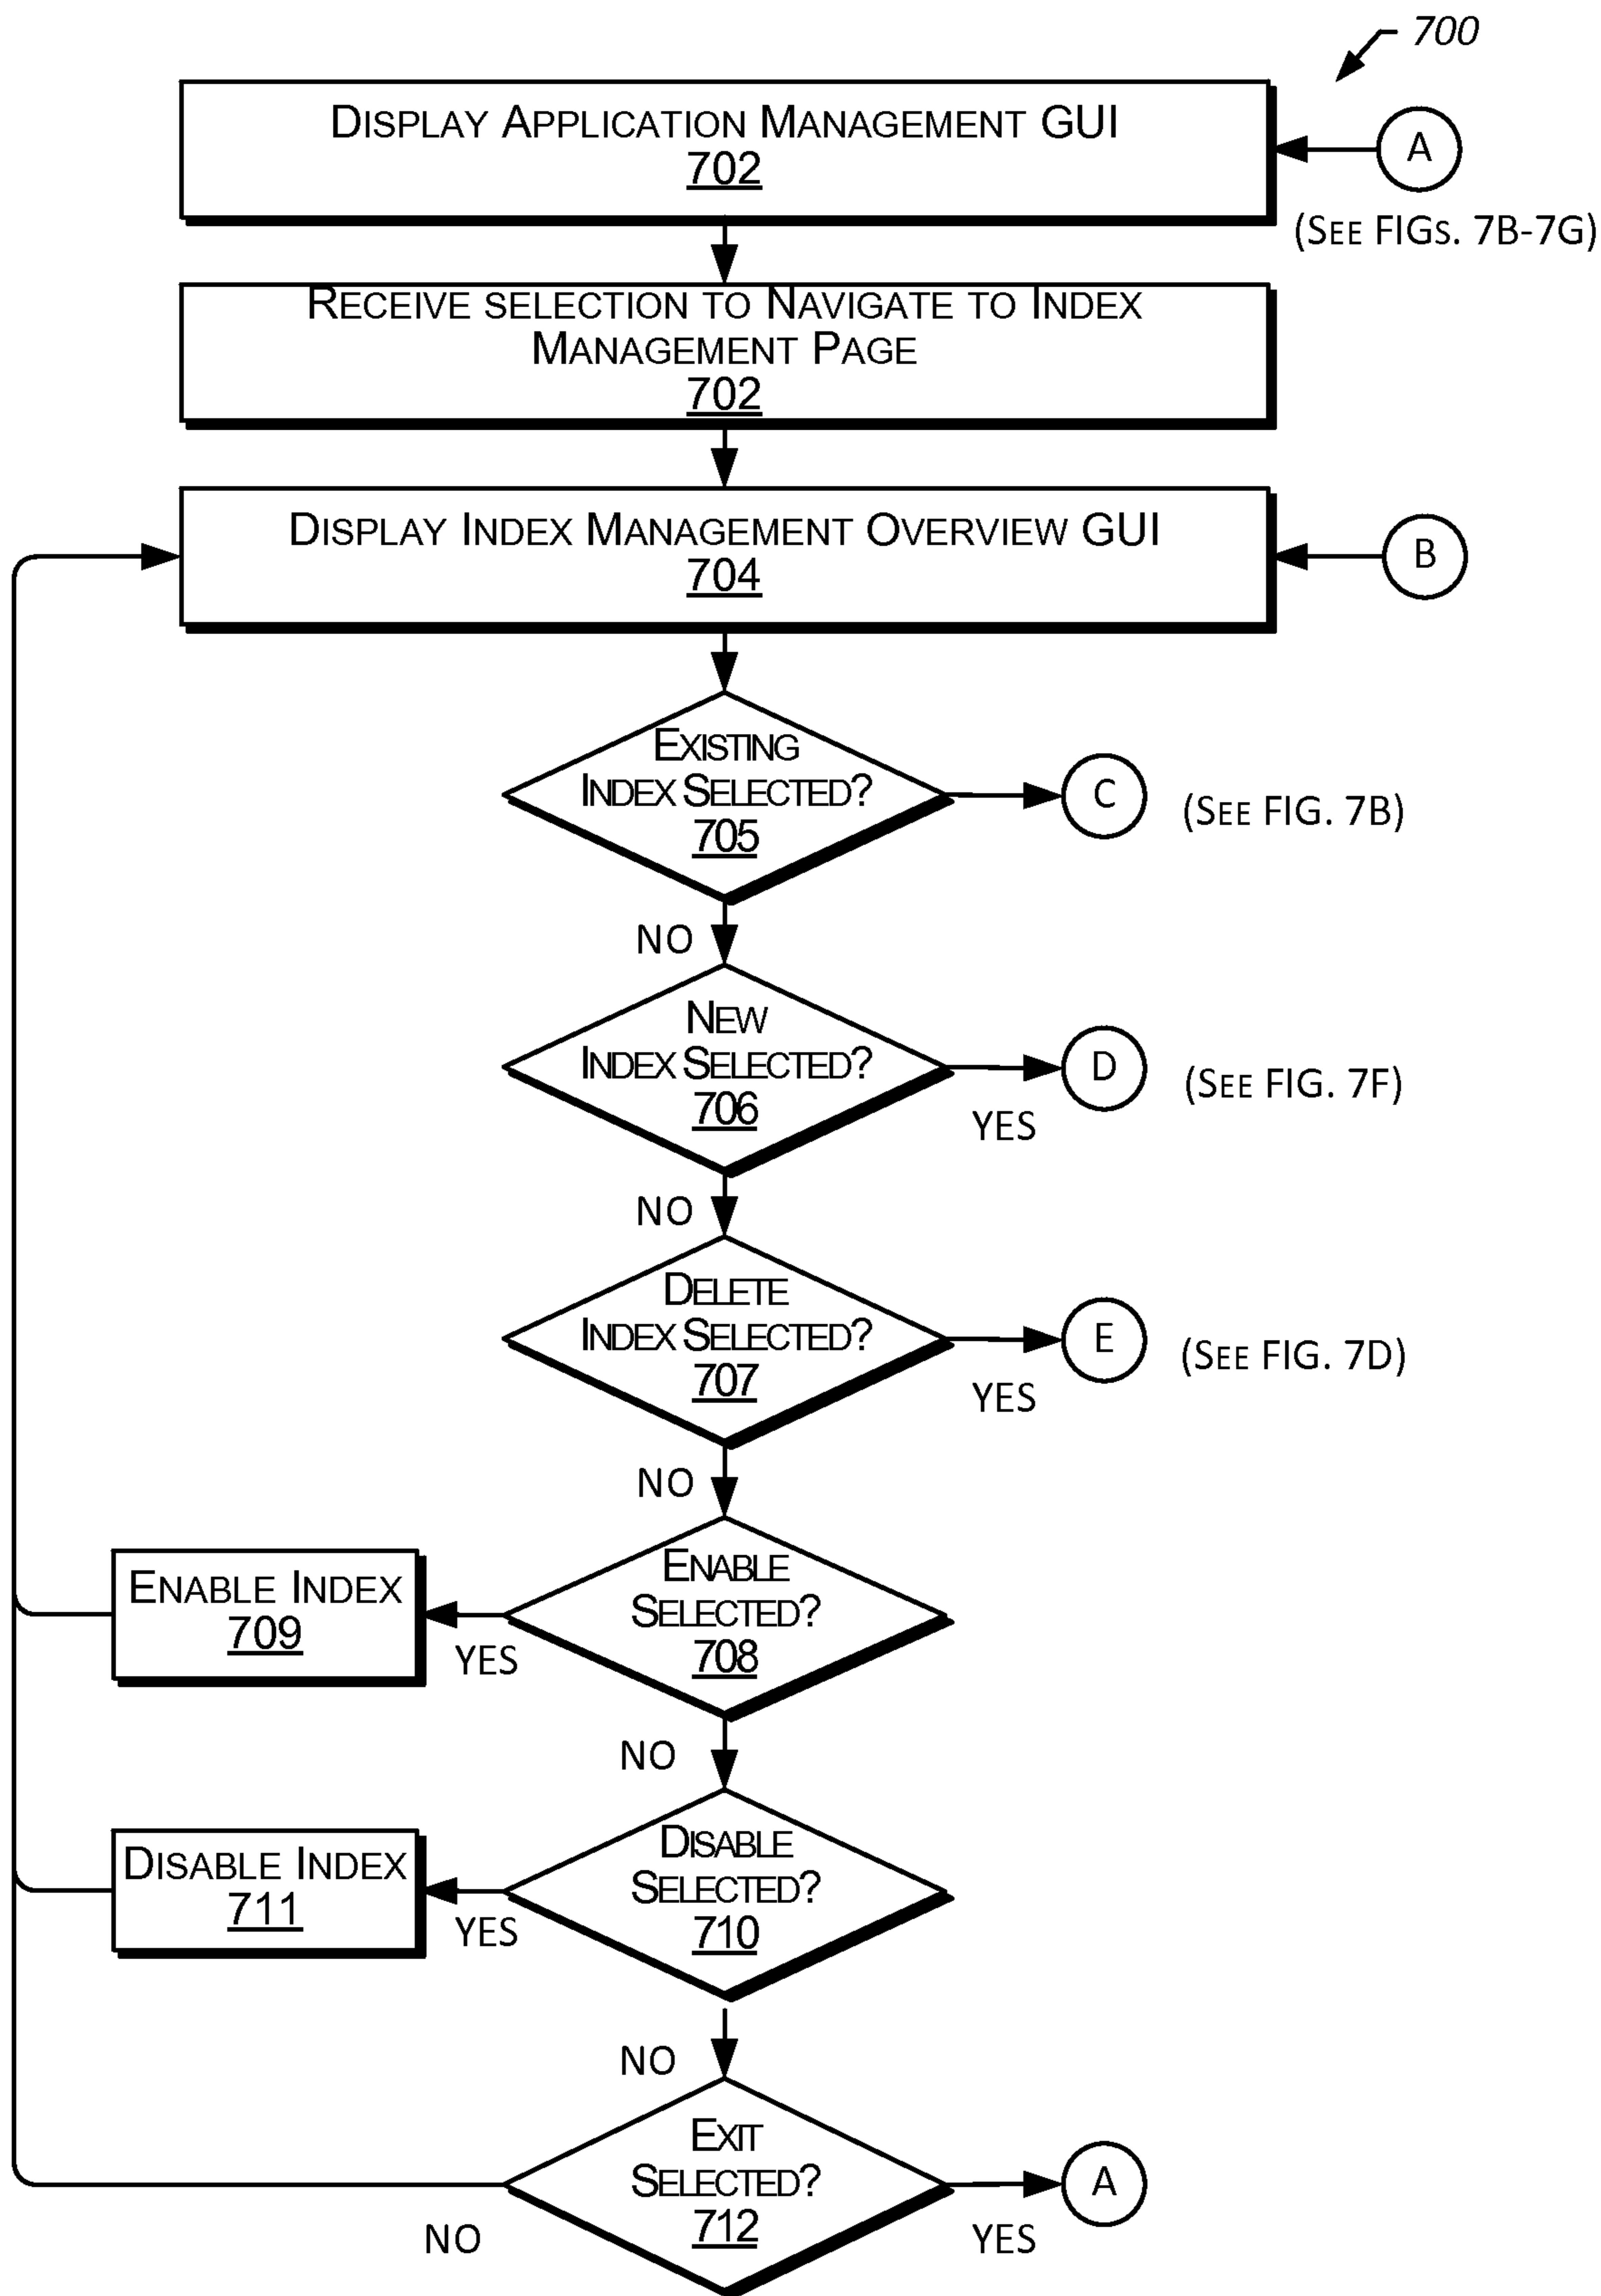 700
DISPLAY APPLICATION MANAGEMENT GUI
702
A
(SEE FIGS. 7B-7G)
RECEIVE SELECTION TO NAVIGATE TO INDEX
MANAGEMENT PAGE
702
DISPLAY INDEX MANAGEMENT OVERVIEW GUI
704
B
EXISTING
INDEX SELECTED?
705
C
(SEE FIG. 7B)
NO
NEW
INDEX SELECTED?
706
D
(SEE FIG. 7F)
YES
NO
DELETE
INDEX SELECTED?
707
E
(SEE FIG. 7D)
YES
NO
ENABLE INDEX
709
YES
ENABLE
SELECTED?
708
NO
DISABLE INDEX
711
YES
DISABLE
SELECTED?
710
NO
EXIT
SELECTED?
712
A
NO
YES